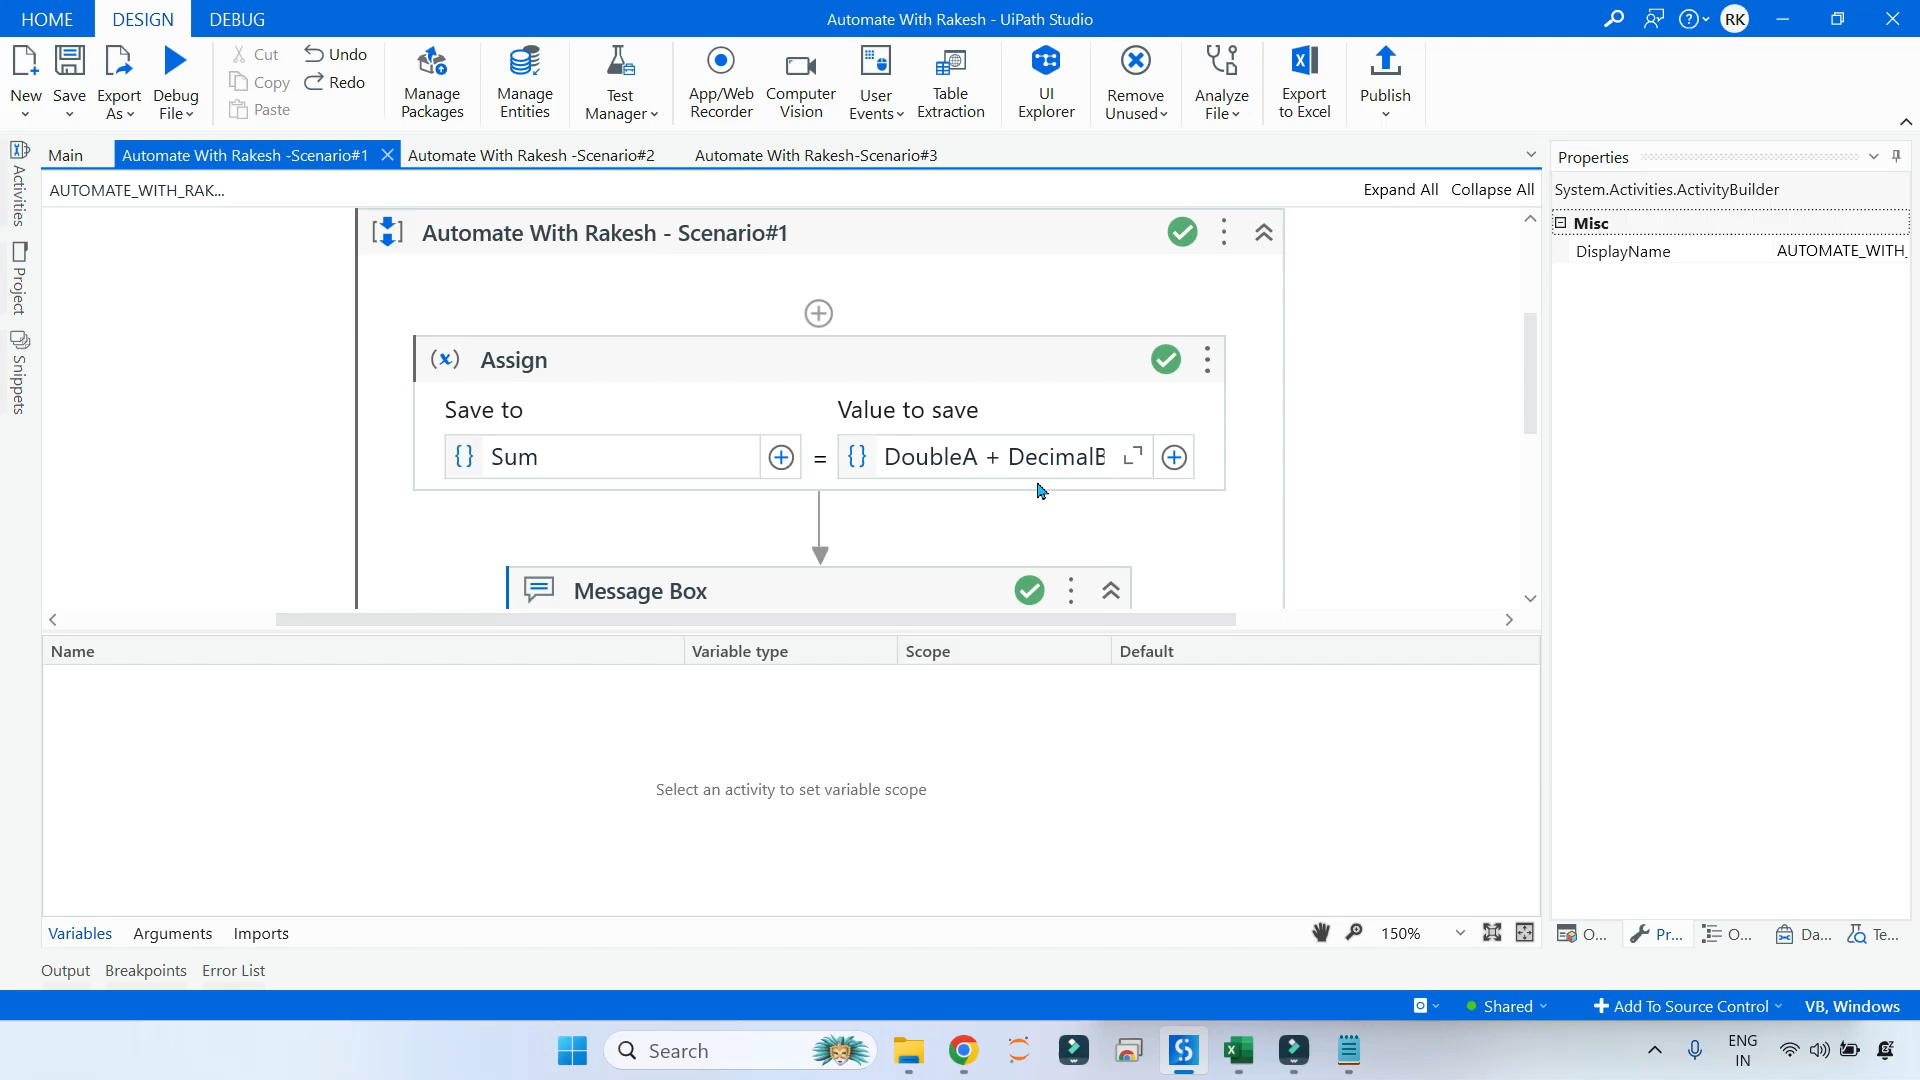 HOME DESIGN DEBUG Automate With Rakesh - UiPath Studio RK
Cut Undo
Copy Redo
Paste
New Save Export As Debug File Manage Packages Manage Entities Test Manager App/Web Recorder Computer Vision User Events Table Extraction UI Explorer Remove Unused Analyze File Export to Excel Publish
Main Automate With Rakesh -Scenario#1 Automate With Rakesh -Scenario#2 Automate With Rakesh-Scenario#3 Properties
AUTOMATE_WITH_RAK... Expand All Collapse All System.Activities.ActivityBuilder
Activities
Project
Snippets
Misc
DisplayName AUTOMATE_WITH_
Automate With Rakesh - Scenario#1
(x) Assign
Save to Value to save
{} Sum = {} DoubleA + DecimalB
Message Box
Name Variable type Scope Default
Select an activity to set variable scope
Variables Arguments Imports 150% O... Pr... O... Da... Te...
Output Breakpoints Error List
Shared Add To Source Control VB, Windows
Search ENG
IN